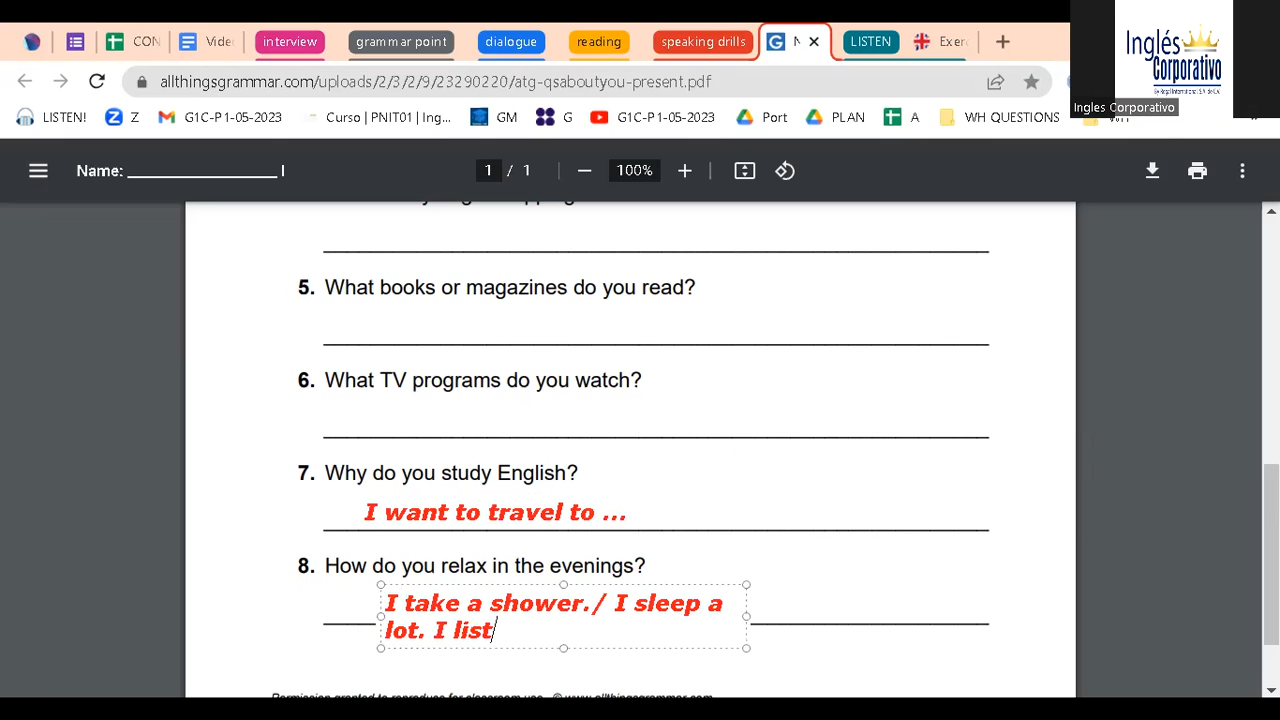 CON
Vide
interview
grammar point
dialogue
reading
speaking drills
LISTEN
Exer
allthingsgrammar.com/uploads/2/3/2/9/23290220/atg-qsaboutyou-present.pdf
Inglés
Corporativo
Ingles Corporativo
LISTEN!
Z
G1C-P1-05-2023
Curso | PNIT01 | Ing...
GM
G
G1C-P1-05-2023
Port
PLAN
A
WH QUESTIONS
Name: ________________ I
1 / 1
100%
5. What books or magazines do you read?
6. What TV programs do you watch?
7. Why do you study English?
I want to travel to ...
8. How do you relax in the evenings?
I take a shower./ I sleep a
lot. I list